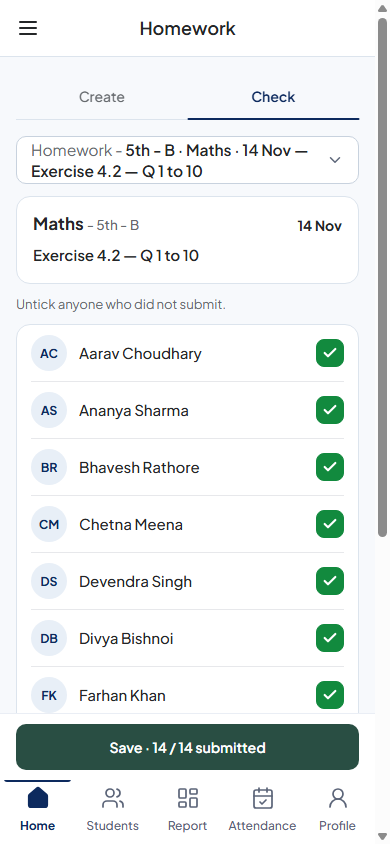 Homework
Create
Check
Homework - 5th - B · Maths · 14 Nov —
Exercise 4.2 — Q 1 to 10
Maths - 5th - B
14 Nov
Exercise 4.2 — Q 1 to 10
Untick anyone who did not submit.
AC Aarav Choudhary
AS Ananya Sharma
BR Bhavesh Rathore
CM Chetna Meena
DS Devendra Singh
DB Divya Bishnoi
FK Farhan Khan
Save · 14 / 14 submitted
Home
Students
Report
Attendance
Profile